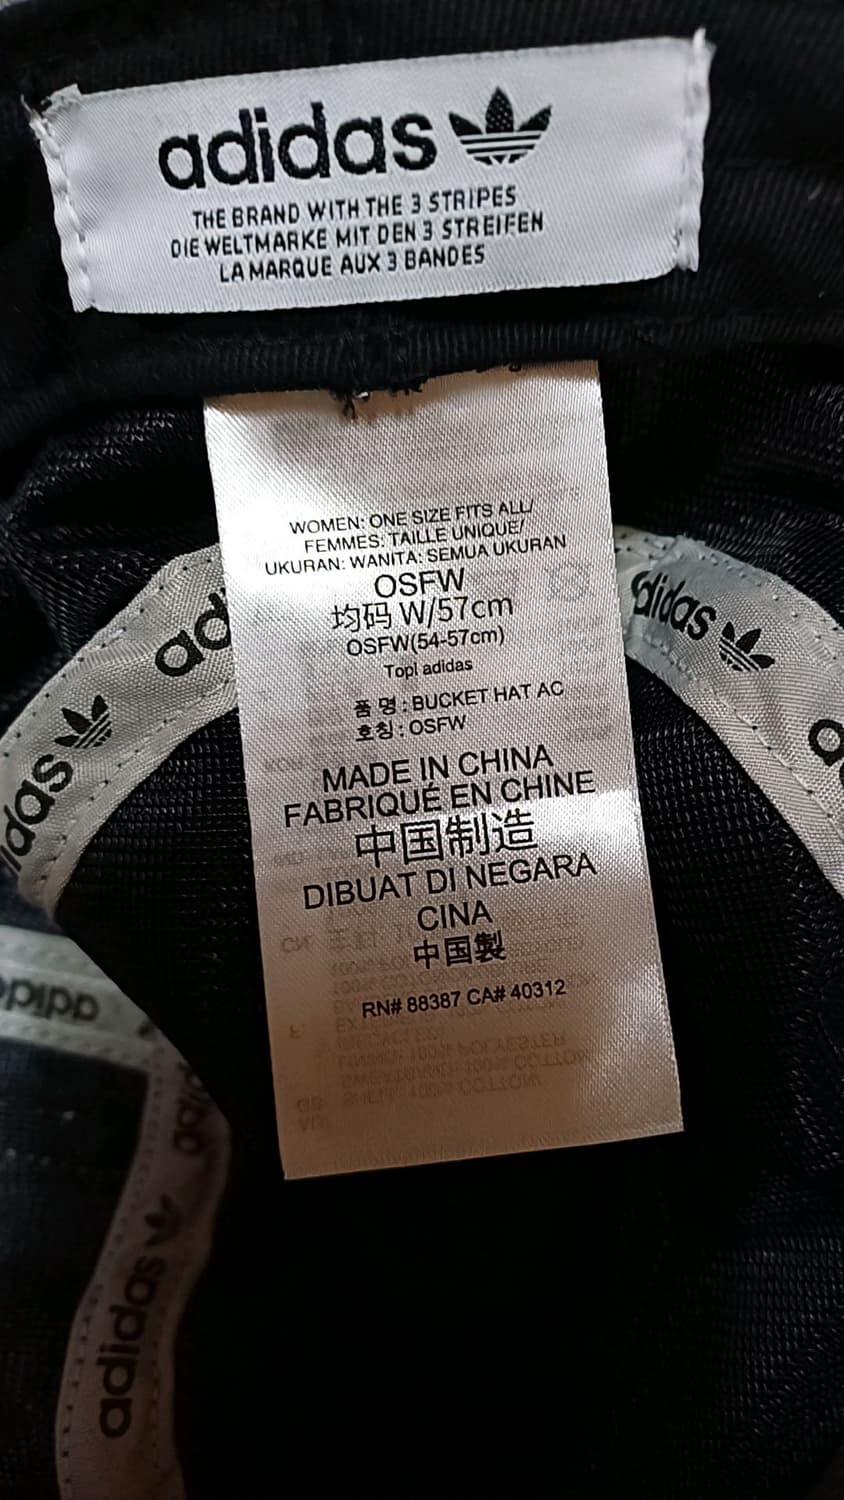 adidas
THE BRAND WITH THE 3 STRIPES
DIE WELTMARKE MIT DEN 3 STREIFEN
LA MARQUE AUX 3 BANDES
WOMEN: ONE SIZE FITS ALL/
FEMMES: TAILLE UNIQUE/
UKURAN: WANITA: SEMUA UKURAN
OSFW
均码 W/57cm
OSFW(54-57cm)
Topi adidas
품 명 : BUCKET HAT AC
호칭 : OSFW
MADE IN CHINA
FABRIQUÉ EN CHINE
中国制造
DIBUAT DI NEGARA
CINA
中国製
RN# 88387 CA# 40312
adidas
adidas
adidas
adidas